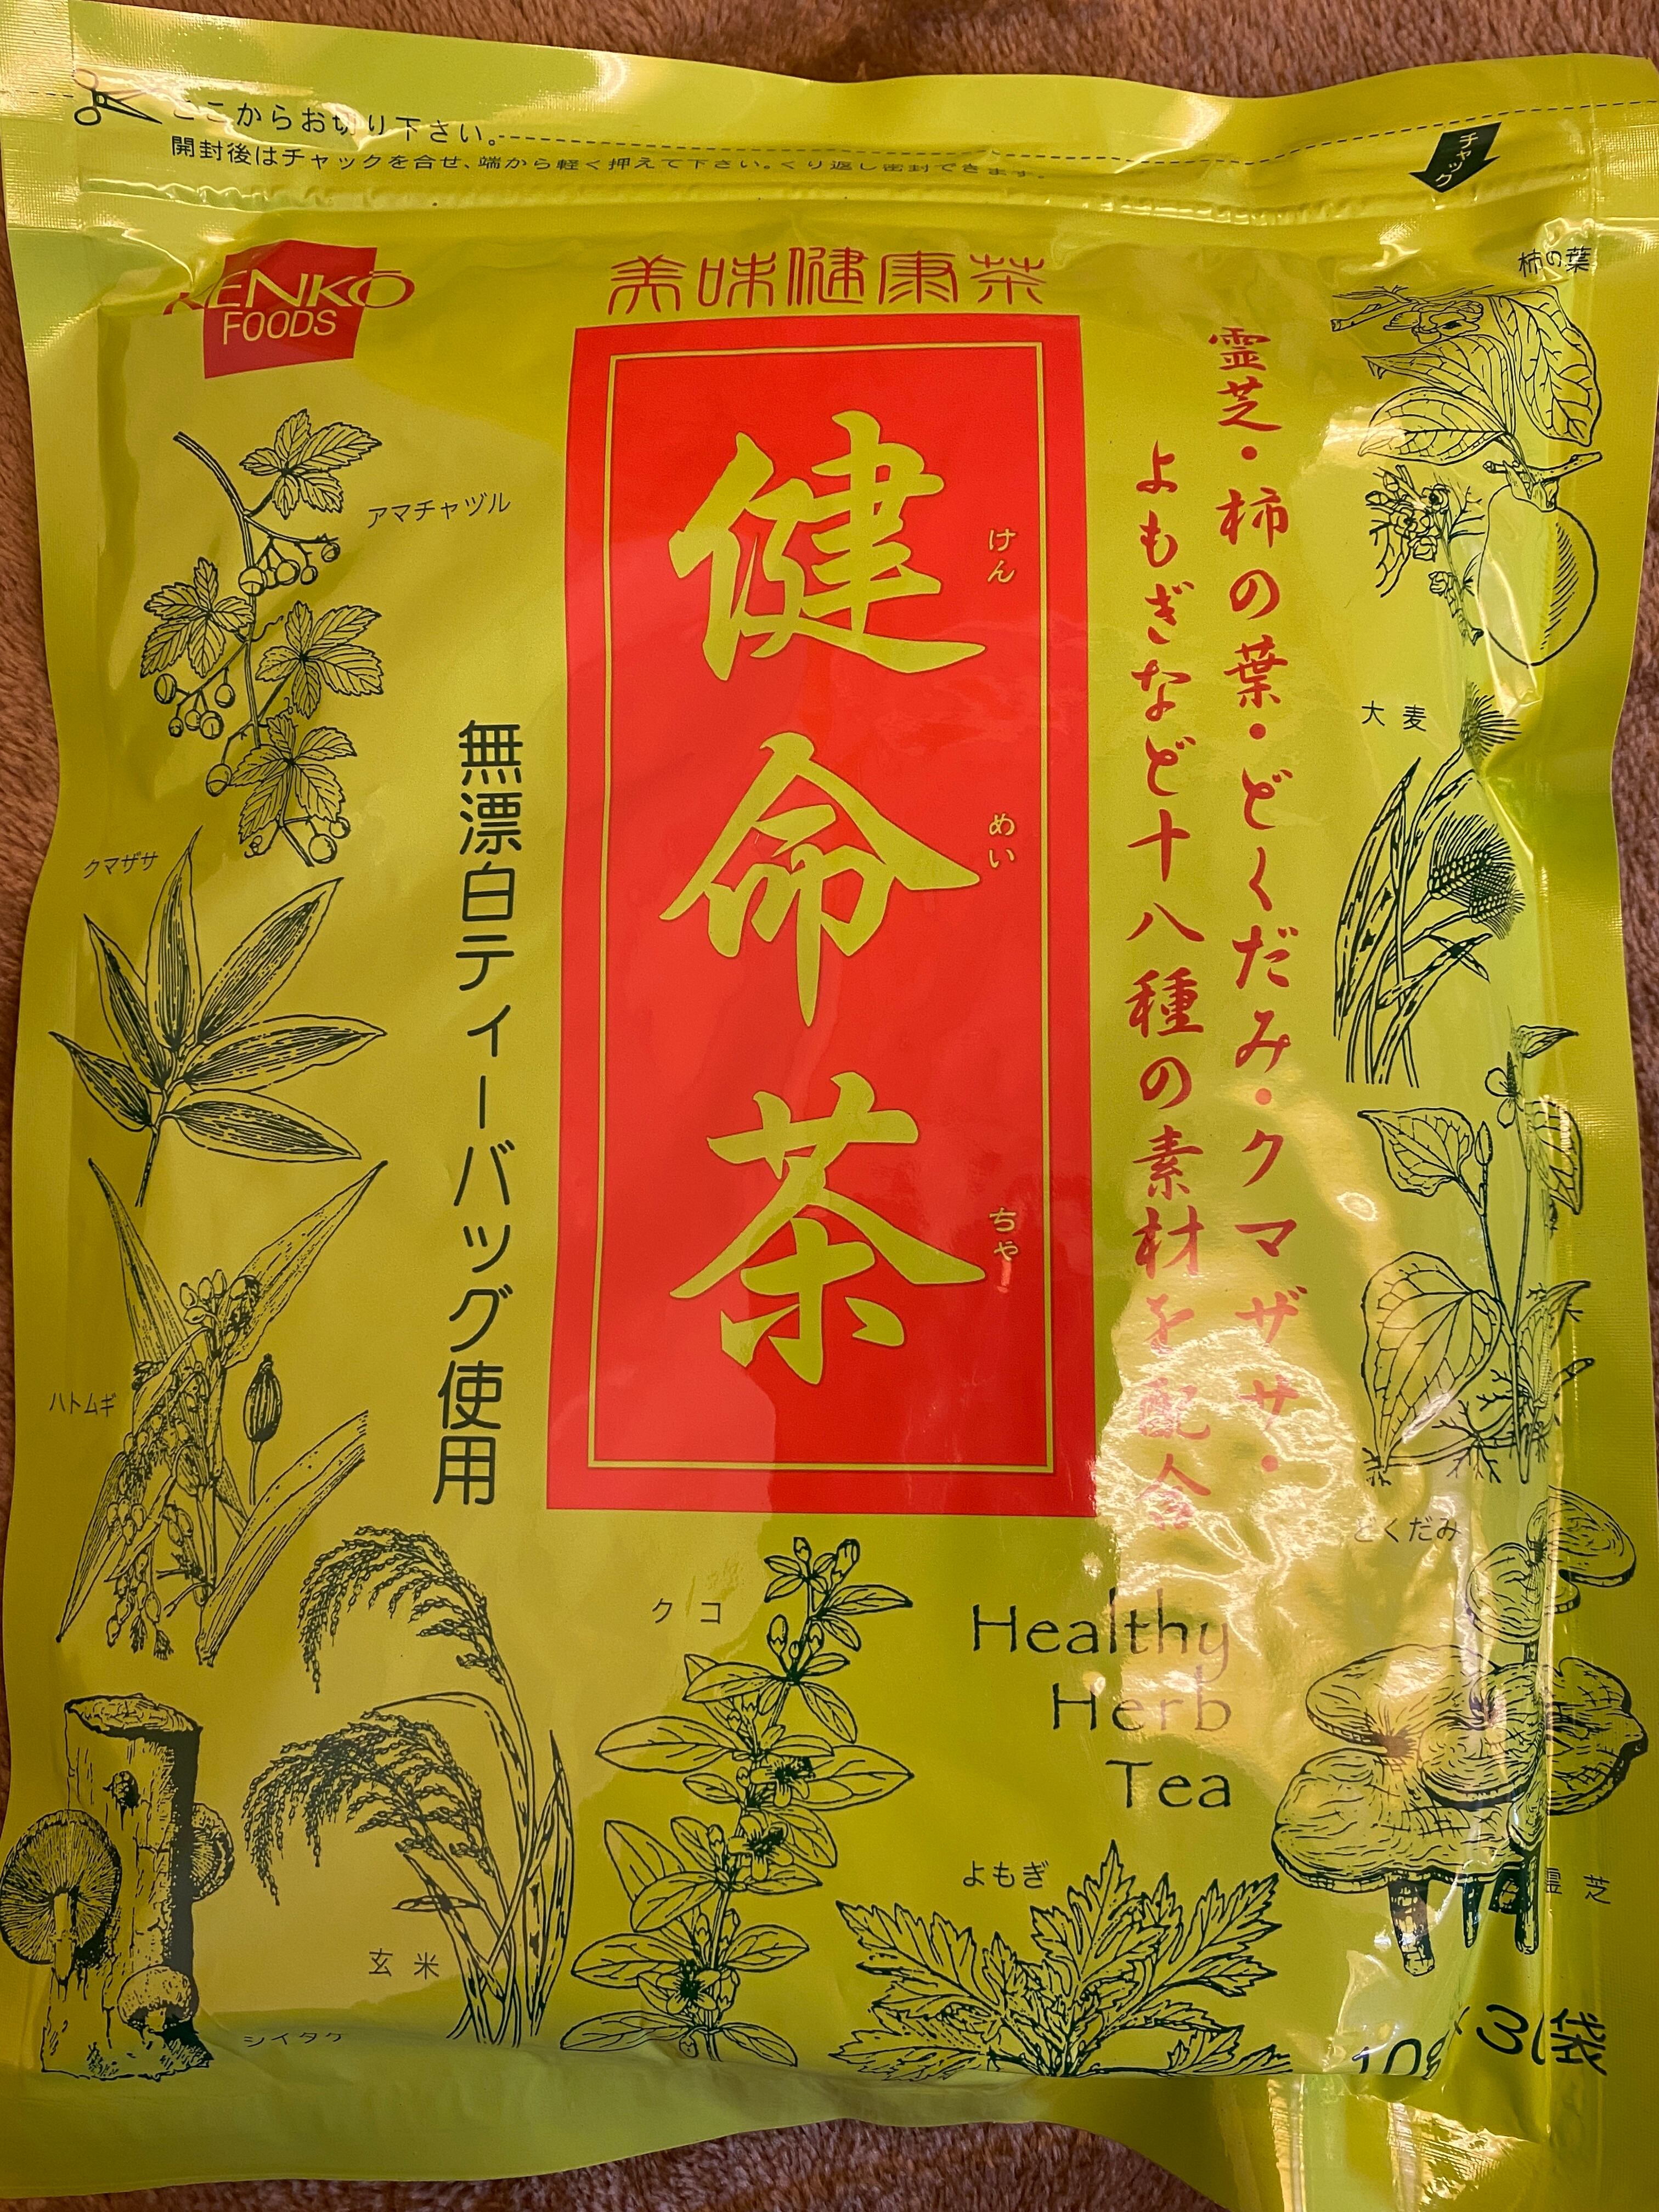 ここからお切り下さい。
開封後はチャックを合せ、端から軽く押えて下さい。くり返し密封できます。
チャック
KENKŌ
FOODS
美味健康茶
健命茶
けんめいちゃ
霊芝・柿の葉・どくだみ・クマザサ・
よもぎなど十八種の素材を配合
無漂白ティーバッグ使用
柿の葉
アマチャヅル
大麦
クマザサ
ハトムギ
どくだみ
クコ
Healthy
Herb
Tea
よもぎ
霊芝
玄米
シイタケ
10g
30袋